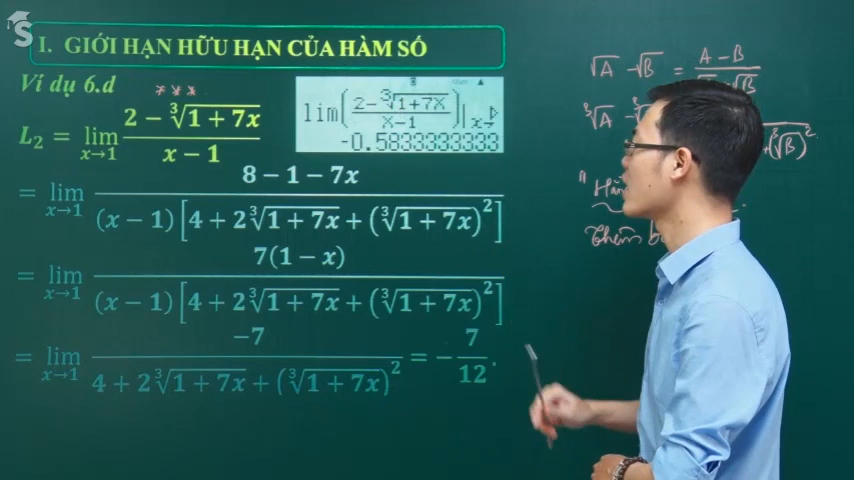 S
I. GIỚI HẠN HỮU HẠN CỦA HÀM SỐ
Ví dụ 6.d ***
L₂ = lim_{x→1} (2 − ∛(1 + 7x)) / (x − 1)
lim((2−∛(1+7X))/(X−1))|x→
−0.5833333333
= lim_{x→1} (8 − 1 − 7x) / ((x − 1)[4 + 2∛(1 + 7x) + (∛(1 + 7x))²])
= lim_{x→1} 7(1 − x) / ((x − 1)[4 + 2∛(1 + 7x) + (∛(1 + 7x))²])
= lim_{x→1} −7 / (4 + 2∛(1 + 7x) + (∛(1 + 7x))²) = −7/12.
√A − √B = (A − B) / √B
∛A − +(∛B)²
Thêm